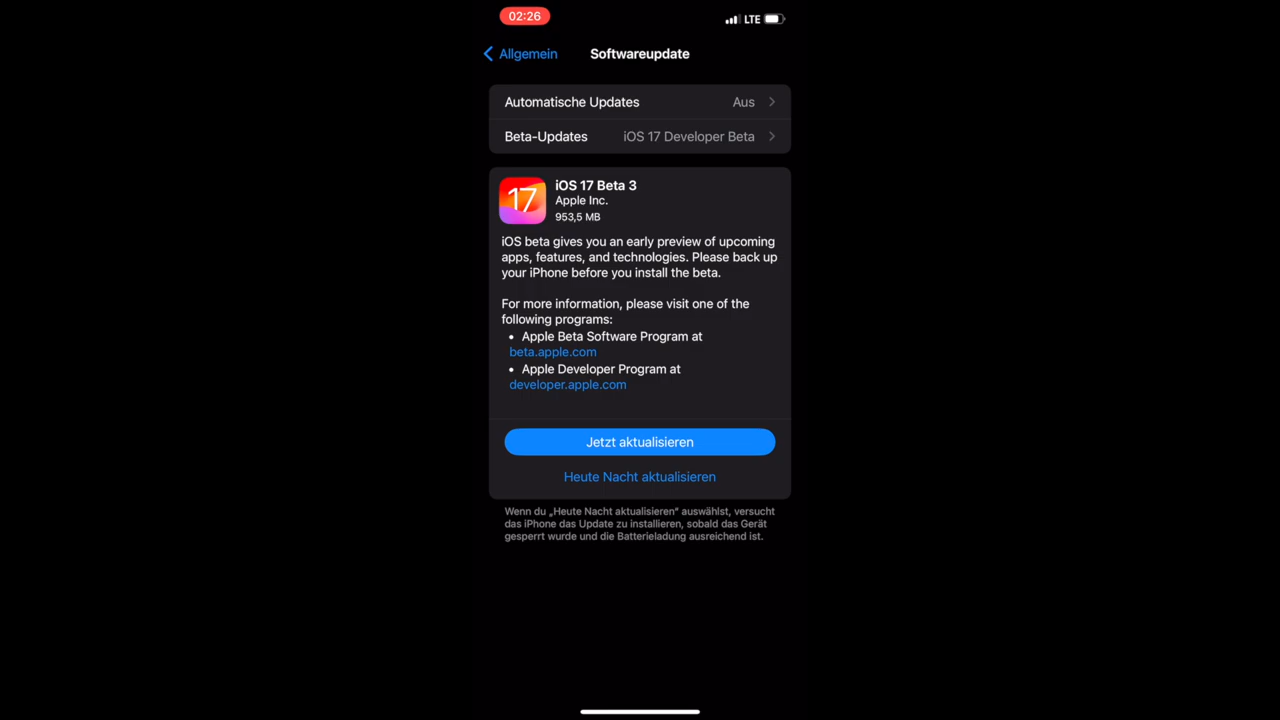 02:26
LTE
Allgemein
Softwareupdate
Automatische Updates Aus
Beta-Updates iOS 17 Developer Beta
17
iOS 17 Beta 3
Apple Inc.
953,5 MB
iOS beta gives you an early preview of upcoming
apps, features, and technologies. Please back up
your iPhone before you install the beta.
For more information, please visit one of the
following programs:
• Apple Beta Software Program at
beta.apple.com
• Apple Developer Program at
developer.apple.com
Jetzt aktualisieren
Heute Nacht aktualisieren
Wenn du „Heute Nacht aktualisieren“ auswählst, versucht
das iPhone das Update zu installieren, sobald das Gerät
gesperrt wurde und die Batterieladung ausreichend ist.